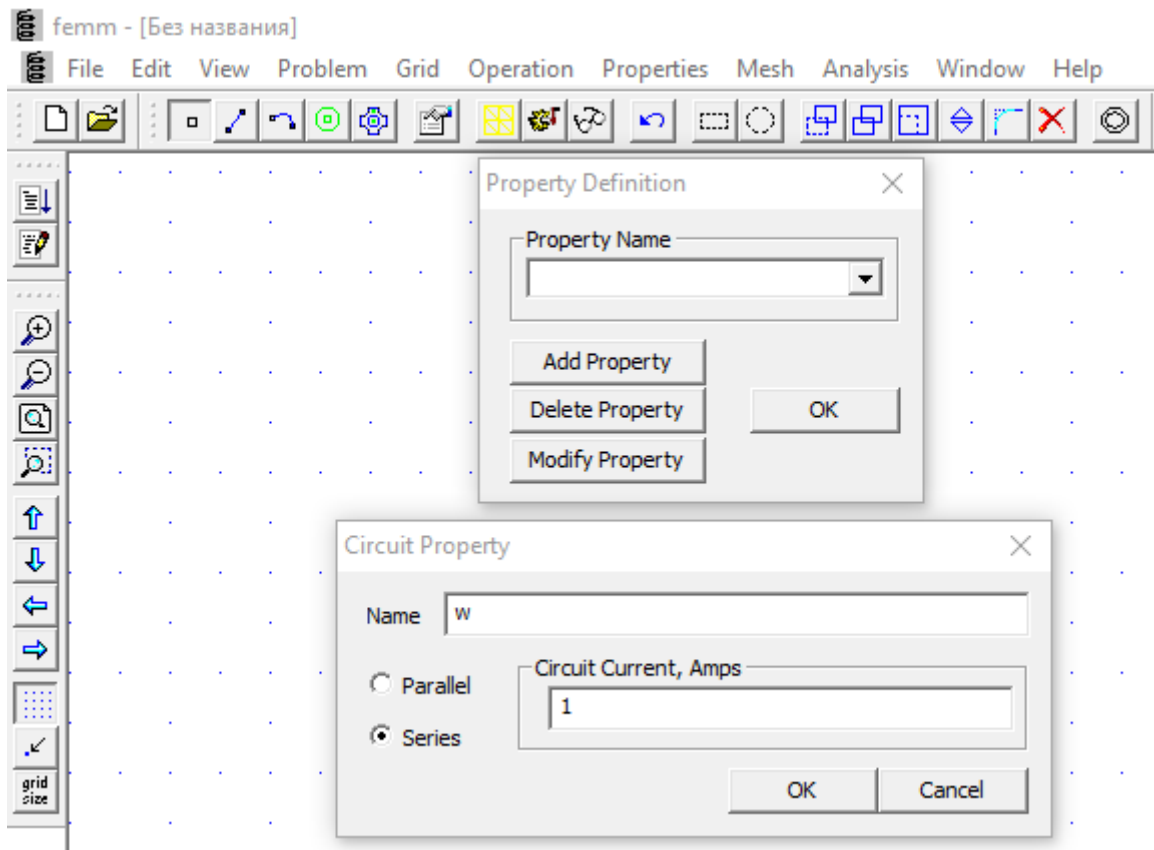 femm - [Без названия]
File Edit View Problem Grid Operation Properties Mesh Analysis Window Help
Property Definition
Property Name
Add Property
Delete Property
OK
Modify Property
Circuit Property
Name
w
Parallel
Series
Circuit Current, Amps
1
OK
Cancel
grid
size